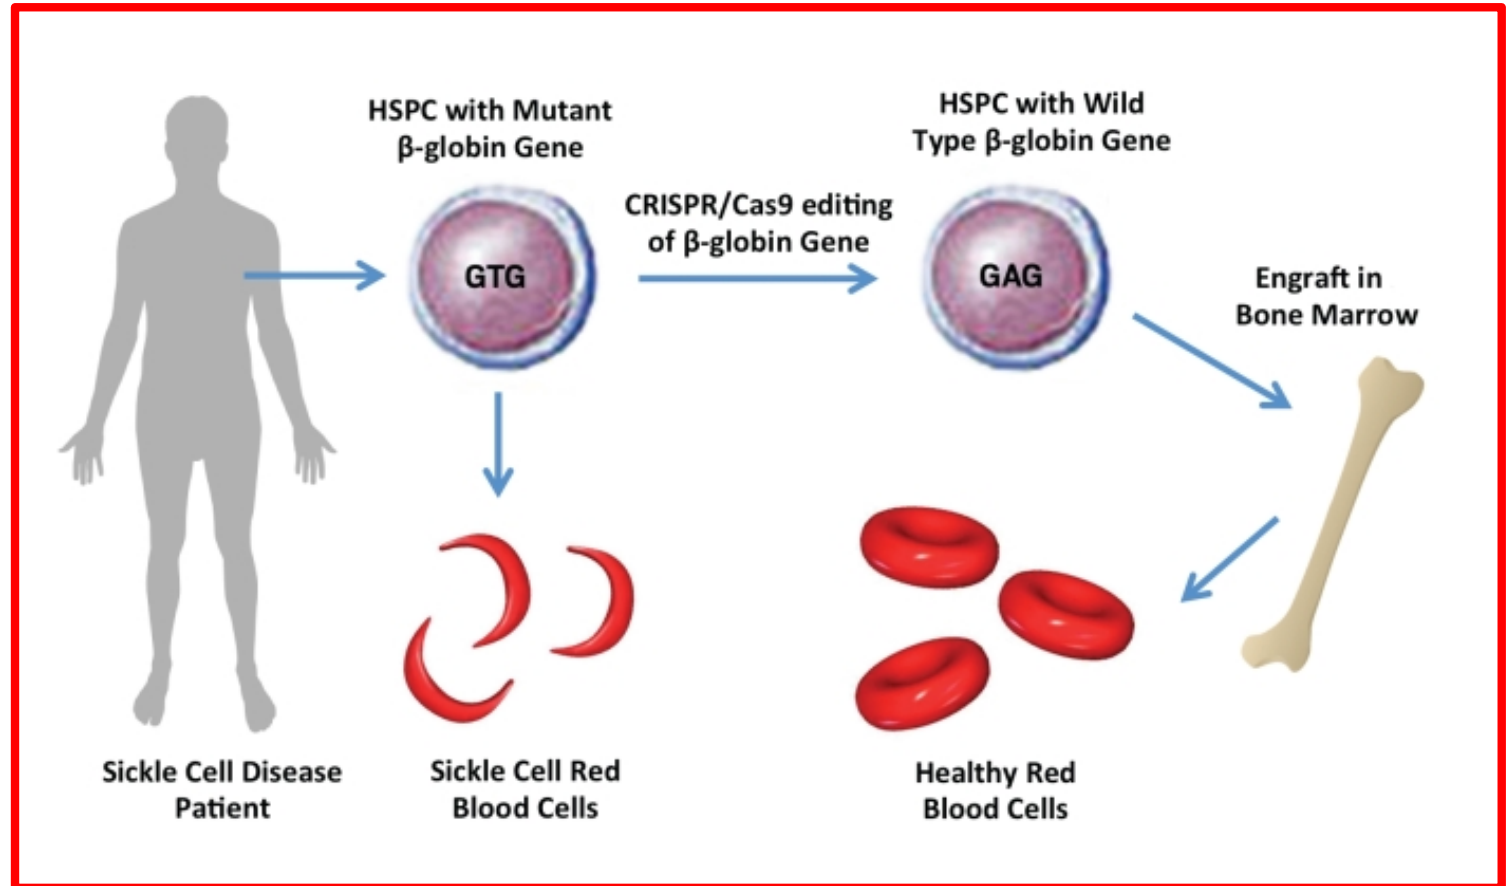 HSPC with Mutant
β-globin Gene
HSPC with Wild
Type β-globin Gene
CRISPR/Cas9 editing
of β-globin Gene
GTG
GAG
Engraft in
Bone Marrow
Sickle Cell Disease
Patient
Sickle Cell Red
Blood Cells
Healthy Red
Blood Cells